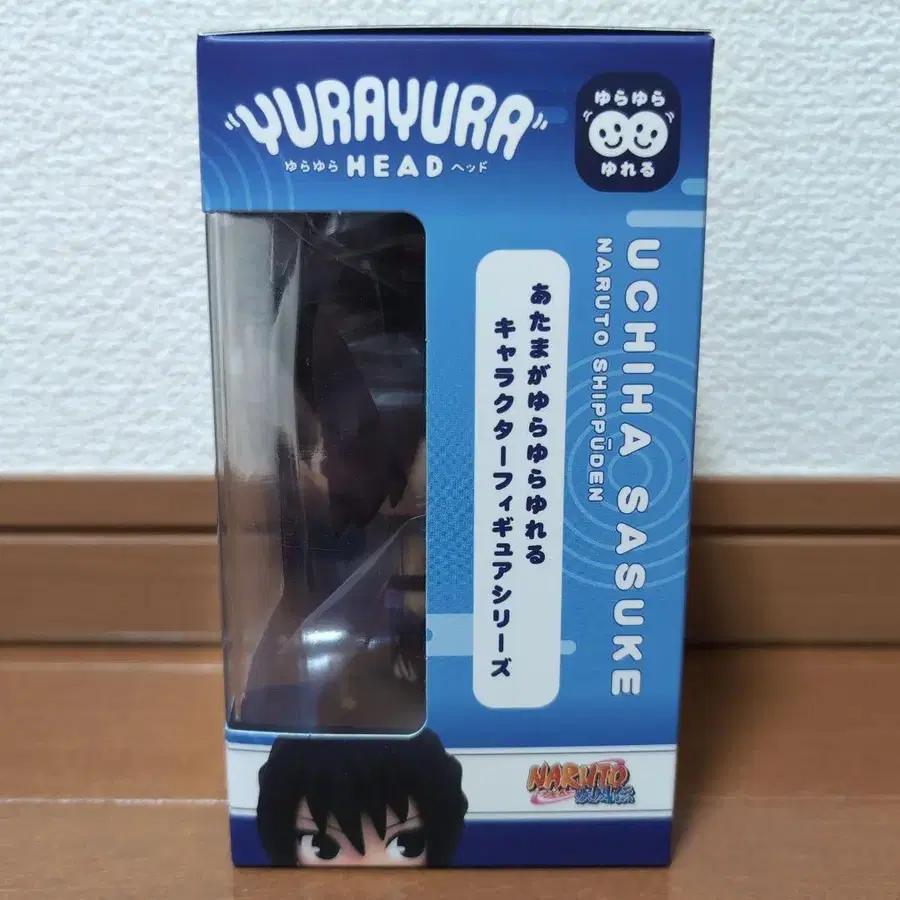 YURAYURA
ゆらゆら HEAD ヘッド
ゆらゆら
ゆれる
UCHIHA SASUKE
NARUTO SHIPPŪDEN
あたまがゆらゆらゆれる
キャラクターフィギュアシリーズ
NARUTO
疾風伝